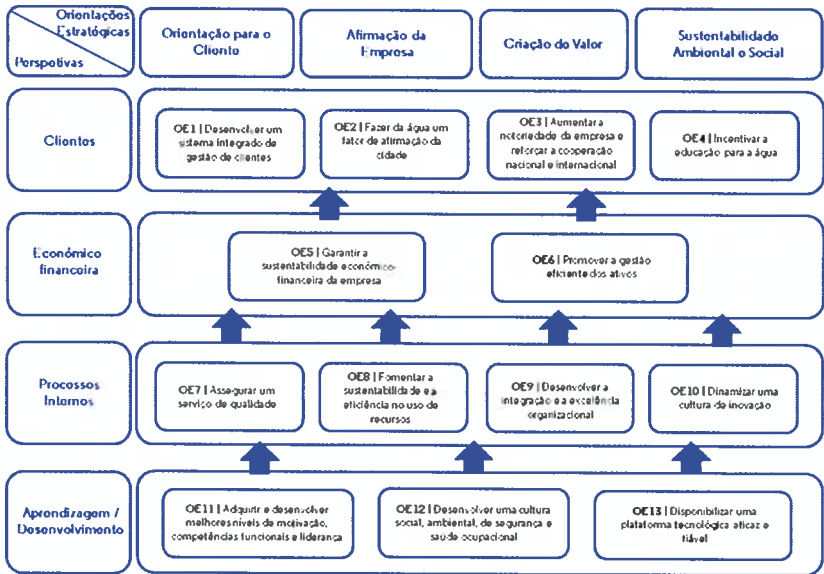 Orientações
Estratégicas
Perspetivas
Orientação para o
Cliente
Afirmação da
Empresa
Criação do Valor
Sustentabilidade
Ambiental o Social
Clientes
OE1 | Desenvolver um
sistema integrado de
gestão de clientes
OE2 | Fazer da água um
fator de afirmação da
cidade
OE3 | Aumentar a
notoriedade da empresa e
reforçar a cooperação
nacional e internacional
OE4 | Incentivar a
educação para a água
Económico
financeira
OE5 | Garantir a
sustentabilidade económico-
financeira da empresa
OE6 | Promover a gestão
eficiente dos ativos
Processos
Internos
OE7 | Assegurar um
serviço de qualidade
OE8 | Fomentar a
sustentabilidade e a
eficiência no uso de
recursos
OE9 | Desenvolver a
integração e a excelência
organizacional
OE10 | Dinamizar uma
cultura de inovação
Aprendizagem /
Desenvolvimento
OE11 | Adquirir e desenvolver
melhores níveis de motivação,
competências funcionais e liderança
OE12 | Desenvolver uma cultura
social, ambiental, de segurança e
saúde ocupacional
OE13 | Disponibilizar uma
plataforma tecnológica eficaz e
fiável